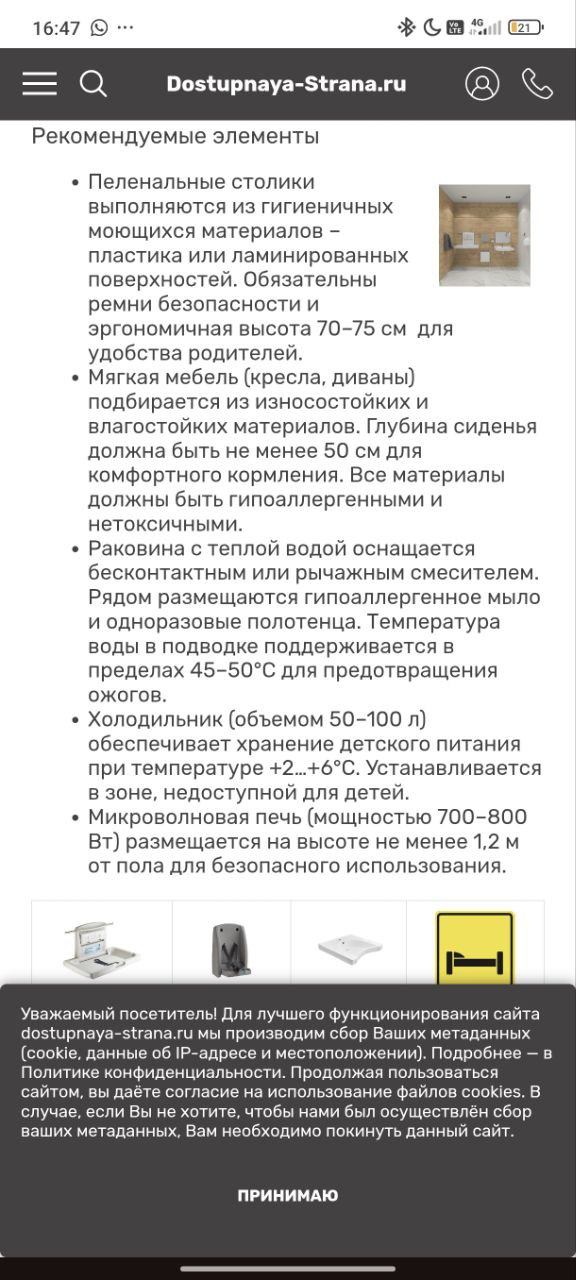 16:47
Vo
LTE
4G
21
Dostupnaya-Strana.ru
Рекомендуемые элементы
• Пеленальные столики
выполняются из гигиеничных
моющихся материалов –
пластика или ламинированных
поверхностей. Обязательны
ремни безопасности и
эргономичная высота 70–75 см для
удобства родителей.
• Мягкая мебель (кресла, диваны)
подбирается из износостойких и
влагостойких материалов. Глубина сиденья
должна быть не менее 50 см для
комфортного кормления. Все материалы
должны быть гипоаллергенными и
нетоксичными.
• Раковина с теплой водой оснащается
бесконтактным или рычажным смесителем.
Рядом размещаются гипоаллергенное мыло
и одноразовые полотенца. Температура
воды в подводке поддерживается в
пределах 45–50°C для предотвращения
ожогов.
• Холодильник (объемом 50–100 л)
обеспечивает хранение детского питания
при температуре +2…+6°C. Устанавливается
в зоне, недоступной для детей.
• Микроволновая печь (мощностью 700–800
Вт) размещается на высоте не менее 1,2 м
от пола для безопасного использования.
Уважаемый посетитель! Для лучшего функционирования сайта
dostupnaya-strana.ru мы производим сбор Ваших метаданных
(cookie, данные об IP-адресе и местоположении). Подробнее — в
Политике конфиденциальности. Продолжая пользоваться
сайтом, вы даёте согласие на использование файлов cookies. В
случае, если Вы не хотите, чтобы нами был осуществлён сбор
ваших метаданных, Вам необходимо покинуть данный сайт.
ПРИНИМАЮ